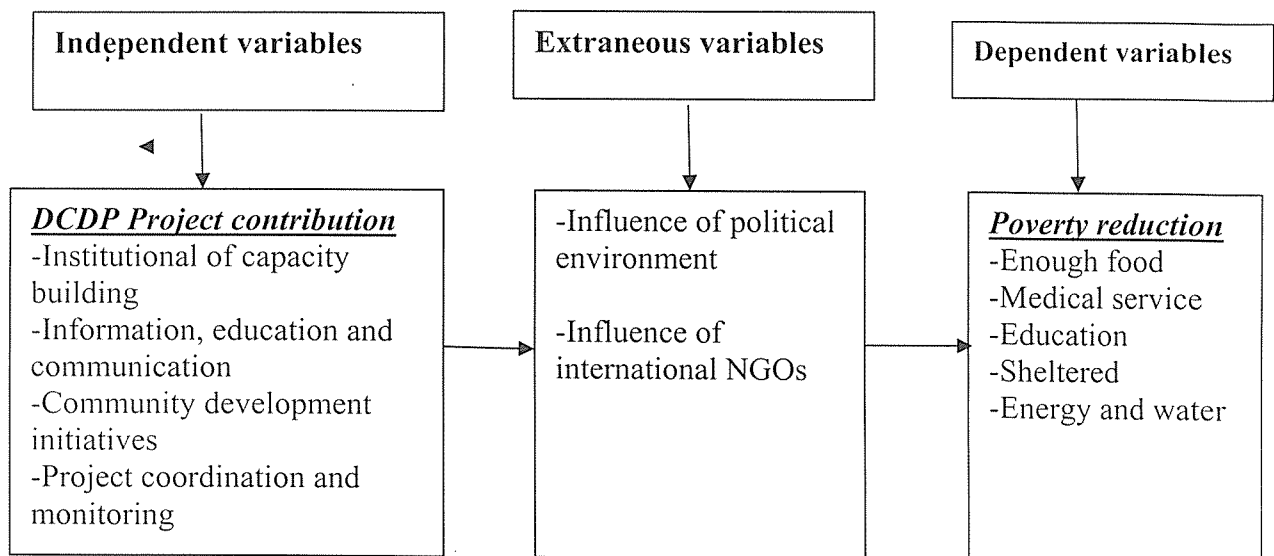 Independent variables
Extraneous variables
Dependent variables
DCDP Project contribution
-Institutional of capacity
building
-Information, education and
communication
-Community development
initiatives
-Project coordination and
monitoring
-Influence of political
environment
-Influence of
international NGOs
Poverty reduction
-Enough food
-Medical service
-Education
-Sheltered
-Energy and water